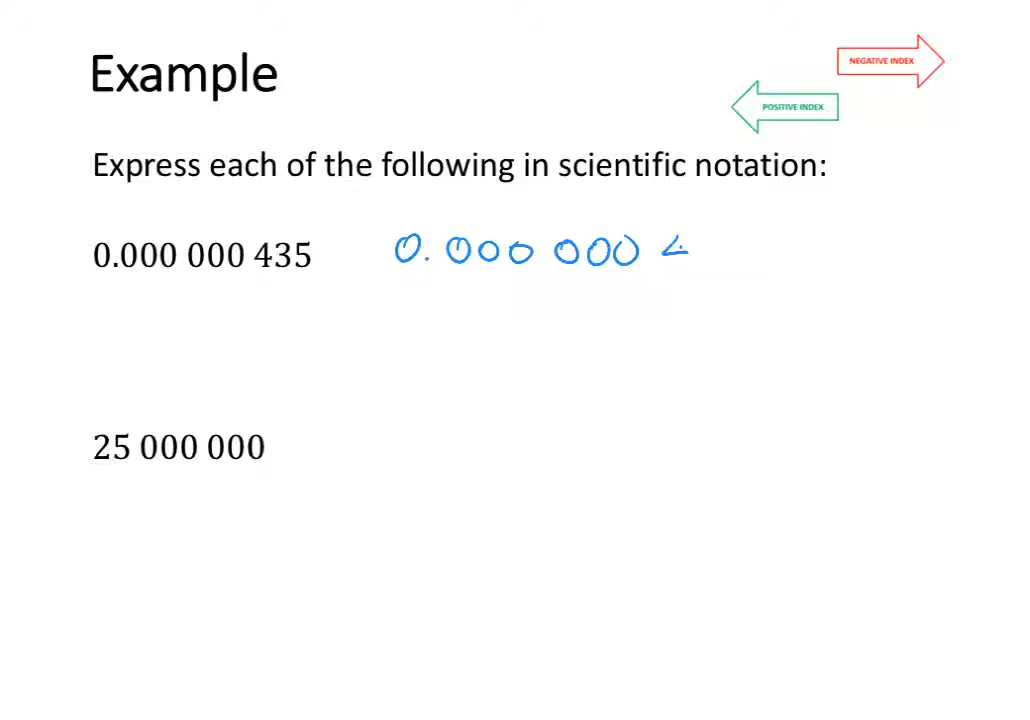 Example
NEGATIVE INDEX
POSITIVE INDEX
Express each of the following in scientific notation:
0.000 000 435 0.000 000 4
25 000 000